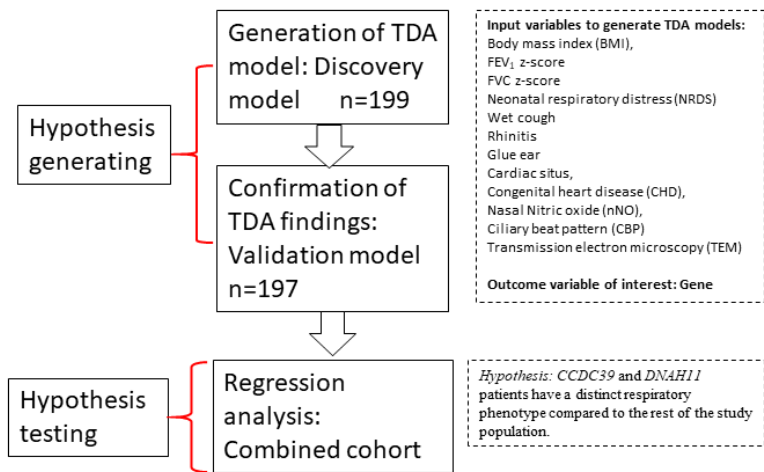 Generation of TDA
model: Discovery
model n=199
Hypothesis
generating
Confirmation of
TDA findings:
Validation model
n=197
Hypothesis
testing
Regression
analysis:
Combined cohort
Input variables to generate TDA models:
Body mass index (BMI),
FEV₁ z-score
FVC z-score
Neonatal respiratory distress (NRDS)
Wet cough
Rhinitis
Glue ear
Cardiac situs,
Congenital heart disease (CHD),
Nasal Nitric oxide (nNO),
Ciliary beat pattern (CBP)
Transmission electron microscopy (TEM)
Outcome variable of interest: Gene
Hypothesis: CCDC39 and DNAH11
patients have a distinct respiratory
phenotype compared to the rest of the study
population.